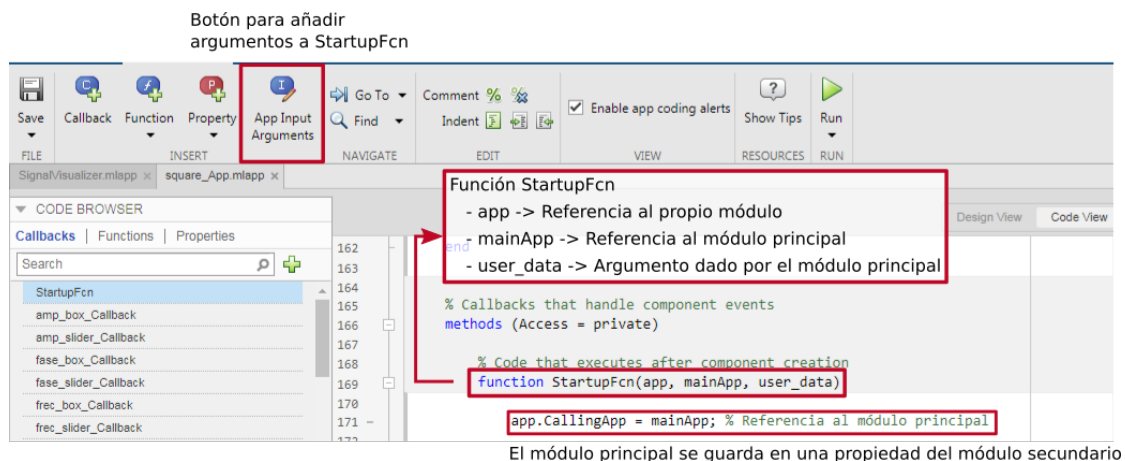 Botón para añadir
argumentos a StartupFcn
Save
Callback
Function
Property
App Input
Arguments
Go To
Find
Comment
Indent
Enable app coding alerts
Show Tips
Run
FILE
INSERT
NAVIGATE
EDIT
VIEW
RESOURCES
RUN
SignalVisualizer.mlapp ×
square_App.mlapp ×
Función StartupFcn
- app -> Referencia al propio módulo
- mainApp -> Referencia al módulo principal
- user_data -> Argumento dado por el módulo principal
CODE BROWSER
Callbacks | Functions | Properties
Search
StartupFcn
amp_box_Callback
amp_slider_Callback
fase_box_Callback
fase_slider_Callback
frec_box_Callback
frec_slider_Callback
Design View
Code View
162 end
163
164
165 % Callbacks that handle component events
166 methods (Access = private)
167
168 % Code that executes after component creation
169 function StartupFcn(app, mainApp, user_data)
170
171 - app.CallingApp = mainApp; % Referencia al módulo principal
172
El módulo principal se guarda en una propiedad del módulo secundario